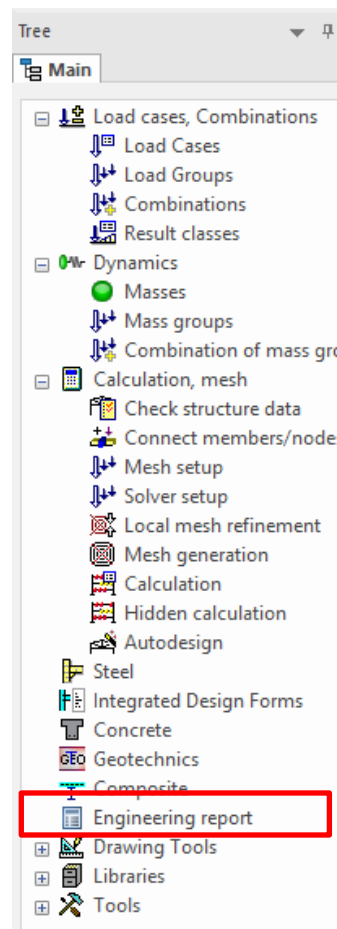 Tree
Main
Load cases, Combinations
Load Cases
Load Groups
Combinations
Result classes
Dynamics
Masses
Mass groups
Combination of mass gro
Calculation, mesh
Check structure data
Connect members/nodes
Mesh setup
Solver setup
Local mesh refinement
Mesh generation
Calculation
Hidden calculation
Autodesign
Steel
Integrated Design Forms
Concrete
GEO Geotechnics
Composite
Engineering report
Drawing Tools
Libraries
Tools